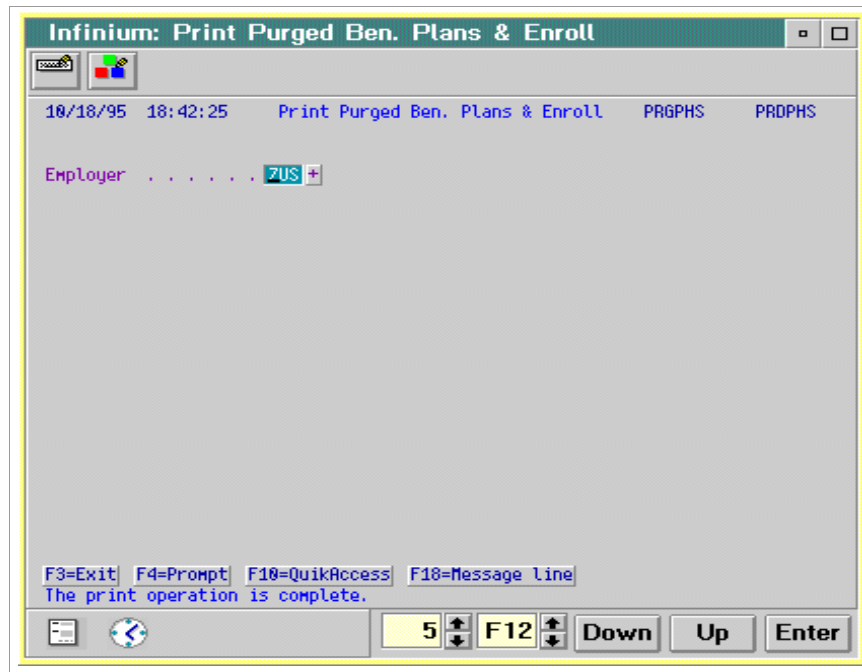 Infinium: Print Purged Ben. Plans & Enroll
10/18/95 18:42:25 Print Purged Ben. Plans & Enroll PRGPHS PRDPHS
Employer . . . . . . ZUS +
F3=Exit F4=Prompt F10=QuikAccess F18=Message line
The print operation is complete.
5 F12 Down Up Enter